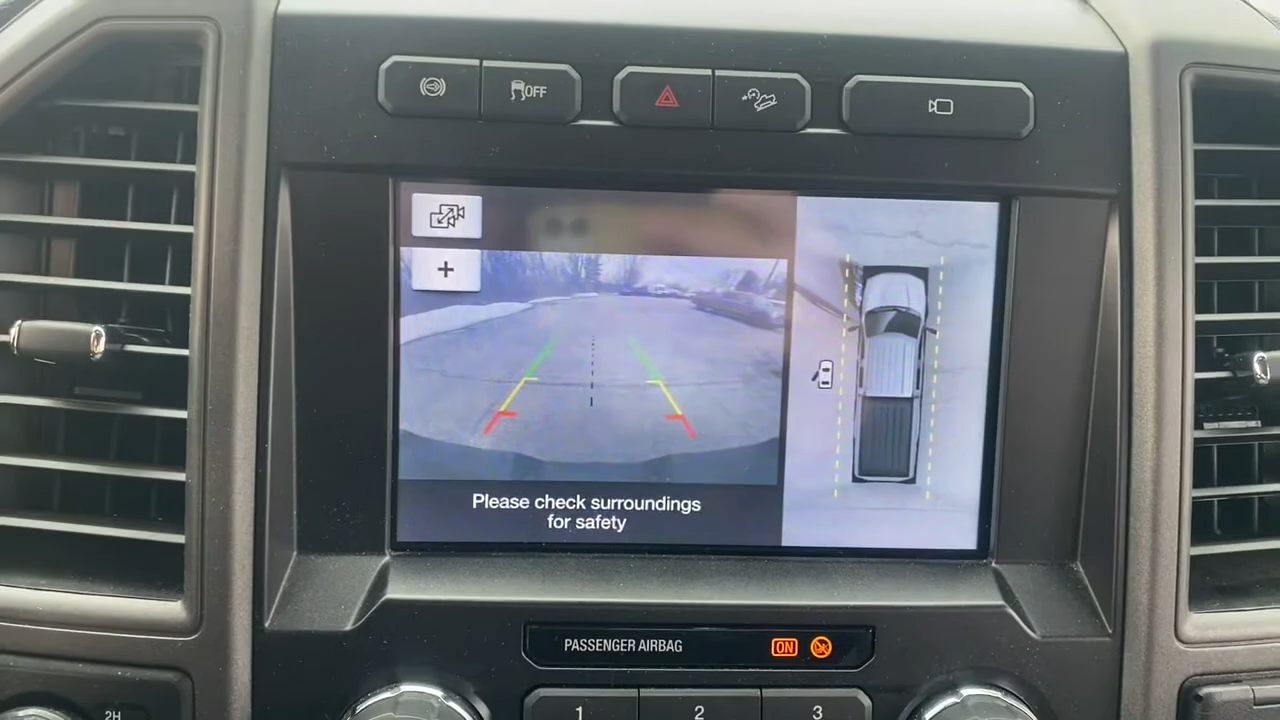 OFF
+
Please check surroundings
for safety
PASSENGER AIRBAG ON
1 2 3
2H